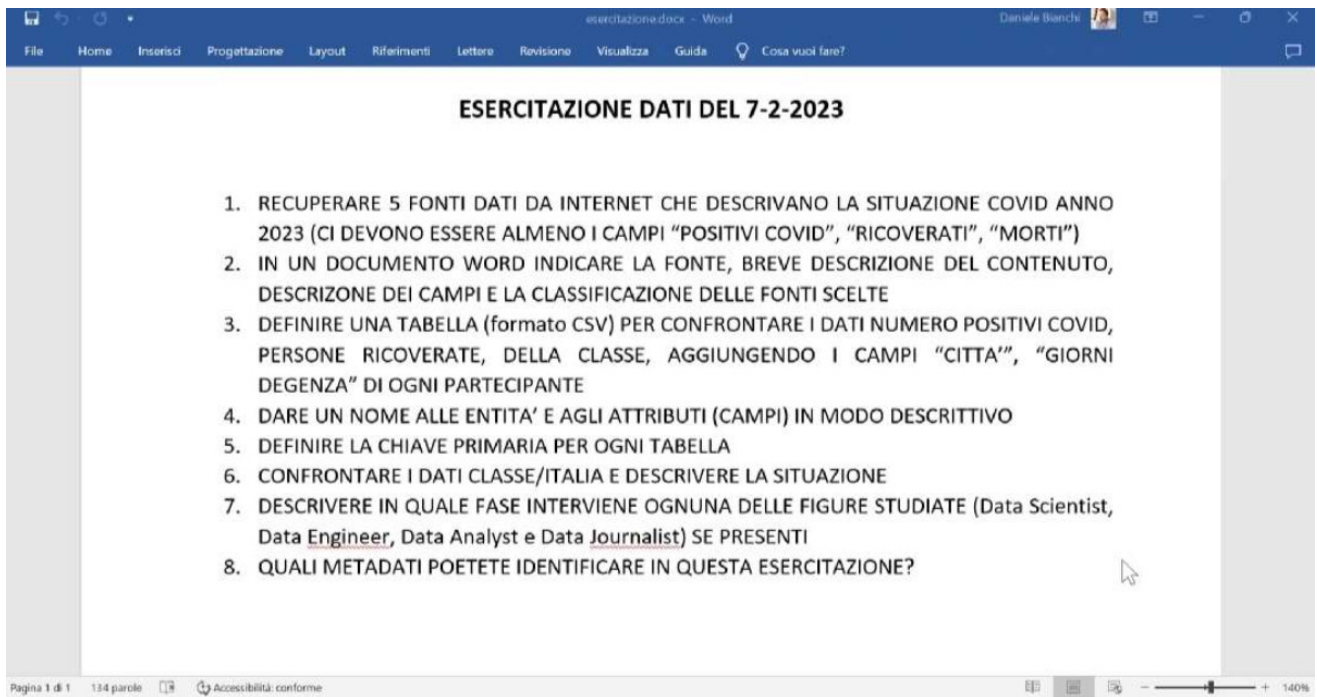 esercitazione.docx - Word
Daniele Bianchi
File Home Inserisci Progettazione Layout Riferimenti Lettere Revisione Visualizza Guida Cosa vuoi fare?
ESERCITAZIONE DATI DEL 7-2-2023
1. RECUPERARE 5 FONTI DATI DA INTERNET CHE DESCRIVANO LA SITUAZIONE COVID ANNO
2023 (CI DEVONO ESSERE ALMENO I CAMPI “POSITIVI COVID”, “RICOVERATI”, “MORTI”)
2. IN UN DOCUMENTO WORD INDICARE LA FONTE, BREVE DESCRIZIONE DEL CONTENUTO,
DESCRIZONE DEI CAMPI E LA CLASSIFICAZIONE DELLE FONTI SCELTE
3. DEFINIRE UNA TABELLA (formato CSV) PER CONFRONTARE I DATI NUMERO POSITIVI COVID,
PERSONE RICOVERATE, DELLA CLASSE, AGGIUNGENDO I CAMPI “CITTA’”, “GIORNI
DEGENZA” DI OGNI PARTECIPANTE
4. DARE UN NOME ALLE ENTITA’ E AGLI ATTRIBUTI (CAMPI) IN MODO DESCRITTIVO
5. DEFINIRE LA CHIAVE PRIMARIA PER OGNI TABELLA
6. CONFRONTARE I DATI CLASSE/ITALIA E DESCRIVERE LA SITUAZIONE
7. DESCRIVERE IN QUALE FASE INTERVIENE OGNUNA DELLE FIGURE STUDIATE (Data Scientist,
Data Engineer, Data Analyst e Data Journalist) SE PRESENTI
8. QUALI METADATI POETETE IDENTIFICARE IN QUESTA ESERCITAZIONE?
Pagina 1 di 1 134 parole Accessibilità: conforme
140%